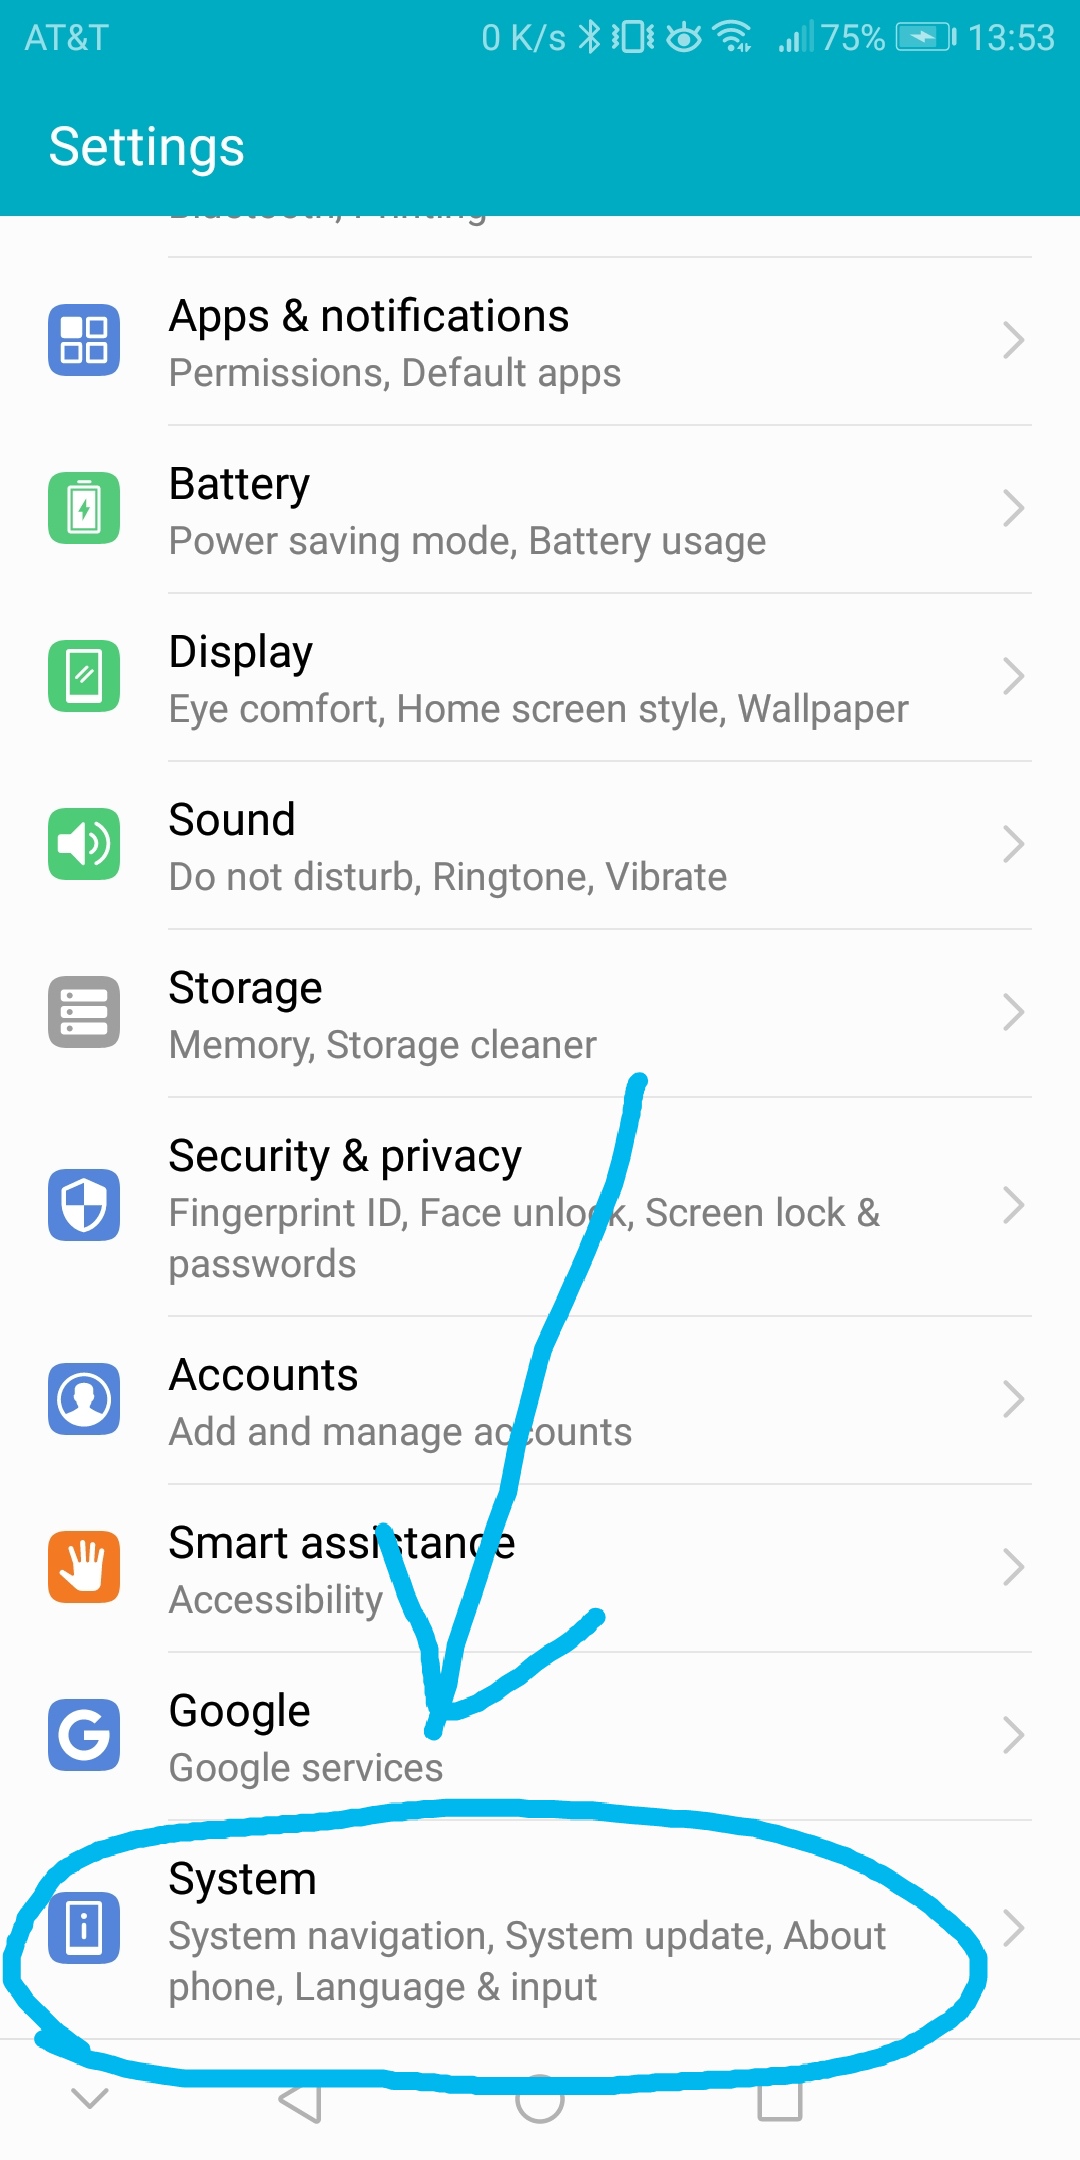 AT&T 0 K/s 75% 13:53
Settings
Bluetooth, Printing
Apps & notifications
Permissions, Default apps
Battery
Power saving mode, Battery usage
Display
Eye comfort, Home screen style, Wallpaper
Sound
Do not disturb, Ringtone, Vibrate
Storage
Memory, Storage cleaner
Security & privacy
Fingerprint ID, Face unlock, Screen lock &
passwords
Accounts
Add and manage accounts
Smart assistance
Accessibility
Google
Google services
System
System navigation, System update, About
phone, Language & input